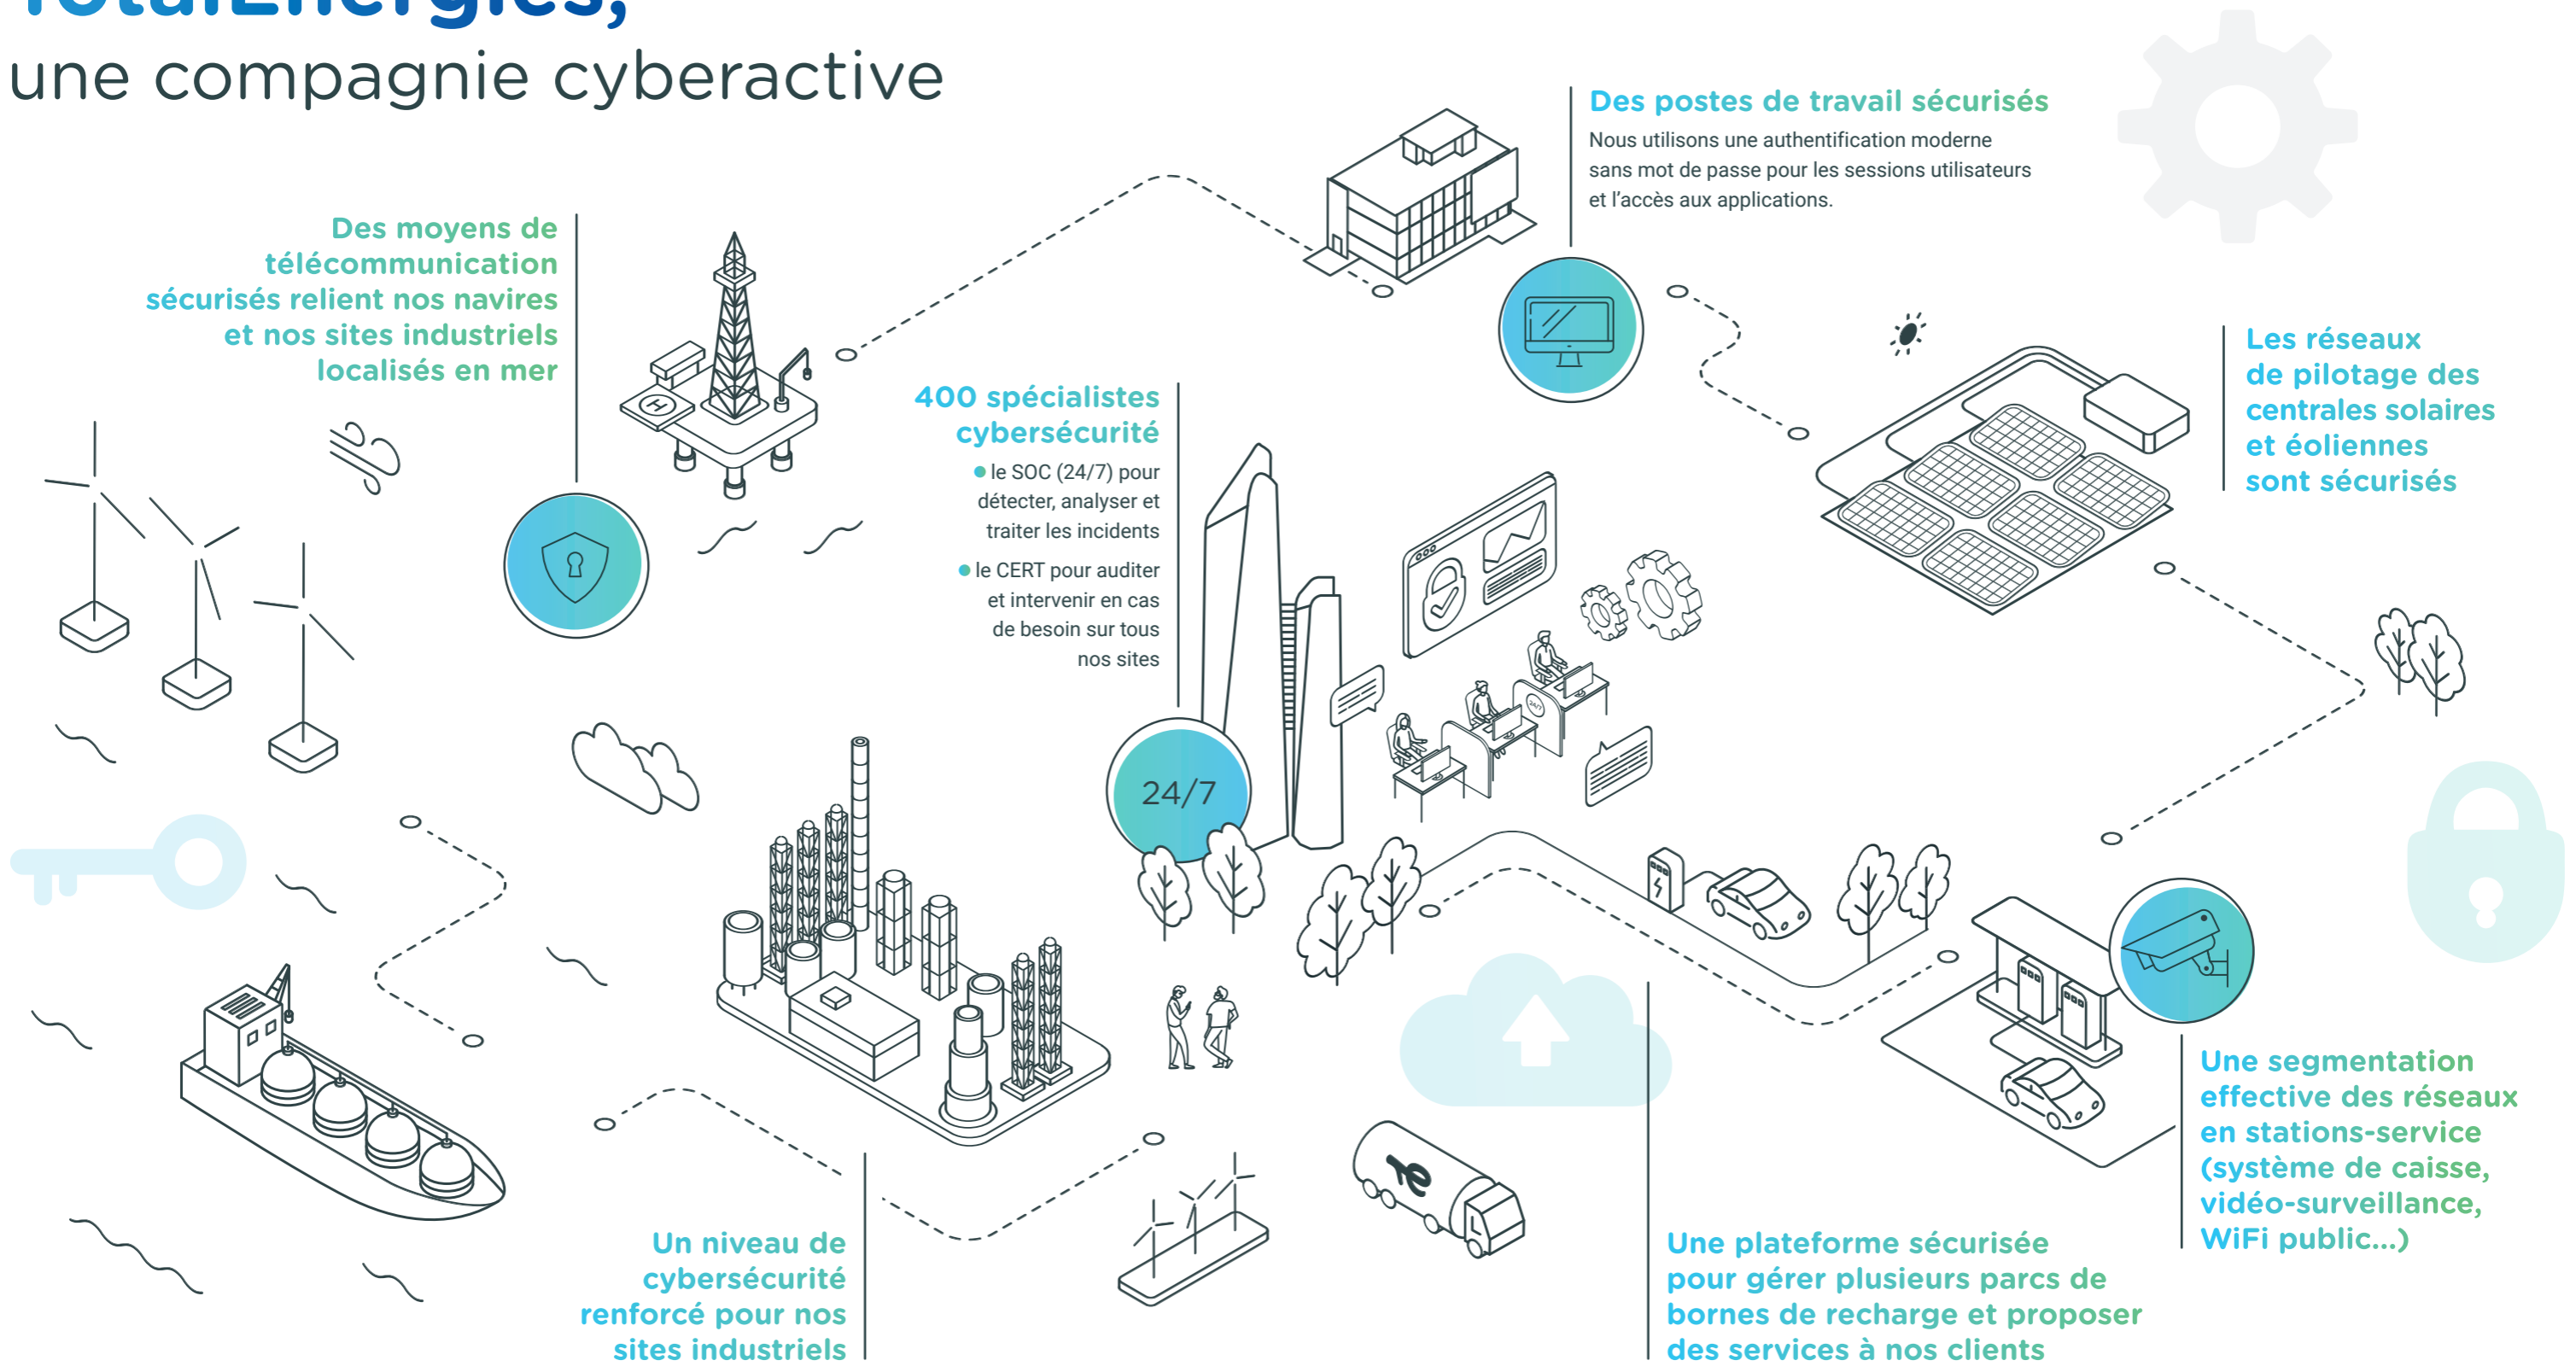 TotalEnergies,
une compagnie cyberactive
Des postes de travail sécurisés
Nous utilisons une authentification moderne
sans mot de passe pour les sessions utilisateurs
et l’accès aux applications.
Des moyens de
télécommunication
sécurisés relient nos navires
et nos sites industriels
localisés en mer
H
Les réseaux
de pilotage des
centrales solaires
et éoliennes
sont sécurisés
400 spécialistes
cybersécurité
● le SOC (24/7) pour
détecter, analyser et
traiter les incidents
● le CERT pour auditer
et intervenir en cas
de besoin sur tous
nos sites
24/7
24/7
Une segmentation
effective des réseaux
en stations-service
(système de caisse,
vidéo-surveillance,
WiFi public...)
Un niveau de
cybersécurité
renforcé pour nos
sites industriels
Une plateforme sécurisée
pour gérer plusieurs parcs de
bornes de recharge et proposer
des services à nos clients